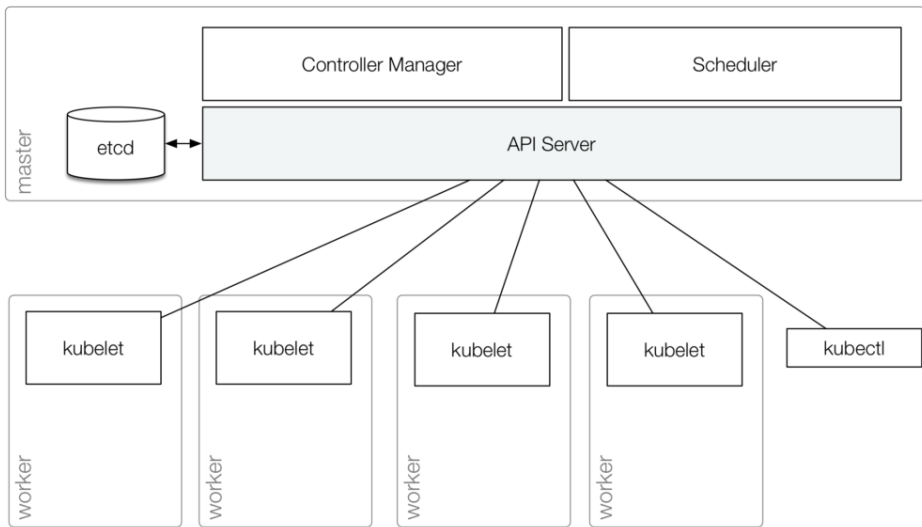 Controller Manager
Scheduler
etcd
API Server
master
kubelet
kubelet
kubelet
kubelet
kubectl
worker
worker
worker
worker